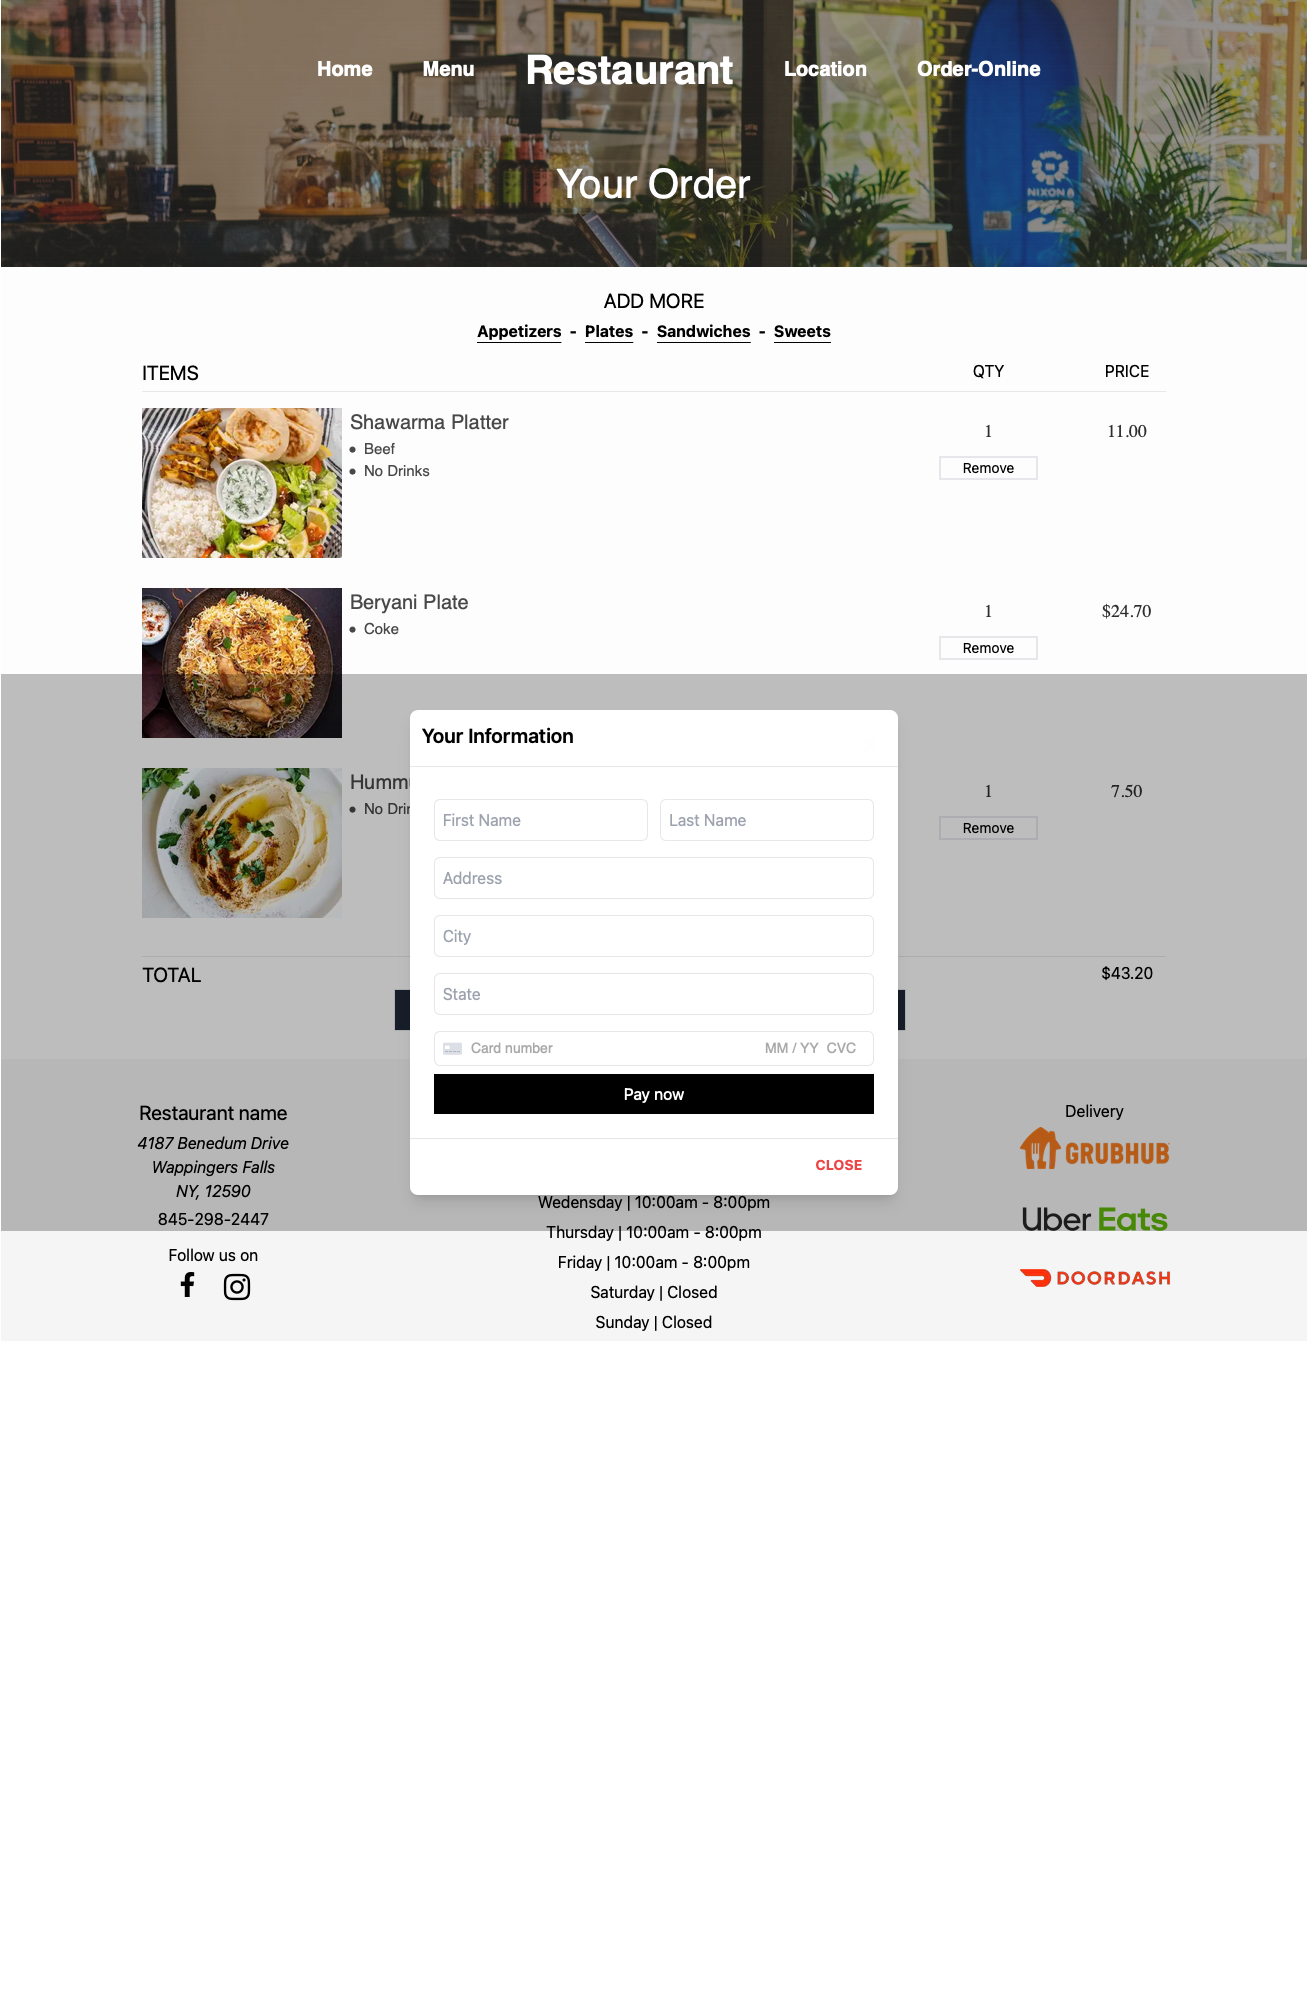 Home Menu Restaurant Location Order-Online
NIXON
Your Order
ADD MORE
Appetizers - Plates - Sandwiches - Sweets
ITEMS QTY PRICE
Shawarma Platter
• Beef
• No Drinks
1 11.00
Remove
Beryani Plate
• Coke
1 $24.70
Remove
Your Information
First Name Last Name
Address
City
State
Card number MM / YY CVC
Pay now
CLOSE
• No
1 7.50
Remove
TOTAL $43.20
Restaurant name
4187 Benedum Drive
Wappingers Falls
NY, 12590
845-298-2447
Follow us on
Wedensday | 10:00am - 8:00pm
Thursday | 10:00am - 8:00pm
Friday | 10:00am - 8:00pm
Saturday | Closed
Sunday | Closed
Delivery
GRUBHUB
Uber Eats
DOORDASH